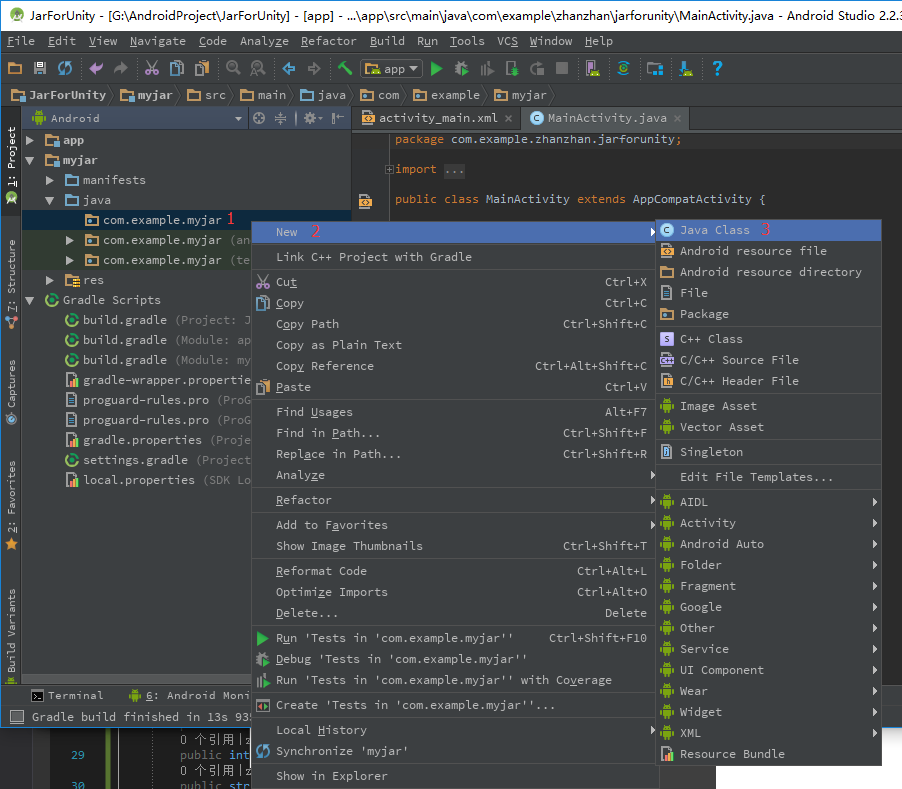 JarForUnity - [G:\AndroidProject\JarForUnity] - [app] - ...\app\src\main\java\com\example\zhanzhan\jarforunity\MainActivity.java - Android Studio 2.2.3
File Edit View Navigate Code Analyze Refactor Build Run Tools VCS Window Help
app
JarForUnity myjar src main java com example myjar
Android
activity_main.xml MainActivity.java
1: Project
7: Structure
Captures
2: Favorites
Build Variants
app
myjar
manifests
java
com.example.myjar 1
com.example.myjar (an
com.example.myjar (te
res
Gradle Scripts
build.gradle (Project: J
build.gradle (Module: ap
build.gradle (Module: my
gradle-wrapper.propertie
proguard-rules.pro (ProG
proguard-rules.pro (ProG
gradle.properties (Proje
settings.gradle (Project
local.properties (SDK Lo
package com.example.zhanzhan.jarforunity;
import ...
public class MainActivity extends AppCompatActivity {
New 2
Link C++ Project with Gradle
Cut Ctrl+X
Copy Ctrl+C
Copy Path Ctrl+Shift+C
Copy as Plain Text
Copy Reference Ctrl+Alt+Shift+C
Paste Ctrl+V
Find Usages Alt+F7
Find in Path... Ctrl+Shift+F
Replace in Path... Ctrl+Shift+R
Analyze
Refactor
Add to Favorites
Show Image Thumbnails Ctrl+Shift+T
Reformat Code Ctrl+Alt+L
Optimize Imports Ctrl+Alt+O
Delete... Delete
Run 'Tests in 'com.example.myjar'' Ctrl+Shift+F10
Debug 'Tests in 'com.example.myjar''
Run 'Tests in 'com.example.myjar'' with Coverage
Create 'Tests in 'com.example.myjar''...
Local History
Synchronize 'myjar'
Show in Explorer
Java Class 3
Android resource file
Android resource directory
File
Package
C++ Class
C/C++ Source File
C/C++ Header File
Image Asset
Vector Asset
Singleton
Edit File Templates...
AIDL
Activity
Android Auto
Folder
Fragment
Google
Other
Service
UI Component
Wear
Widget
XML
Resource Bundle
Terminal 6: Android Moni
Gradle build finished in 13s 935
0 个引用|z
29 public int
0 个引用|z
30 public str